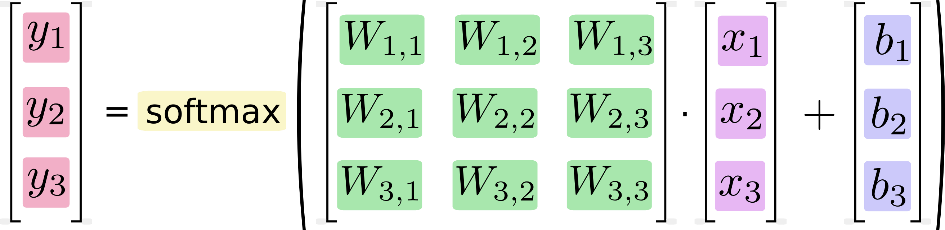 y₁ W₁,₁ W₁,₂ W₁,₃ x₁ b₁
y₂ = softmax W₂,₁ W₂,₂ W₂,₃ · x₂ + b₂
y₃ W₃,₁ W₃,₂ W₃,₃ x₃ b₃